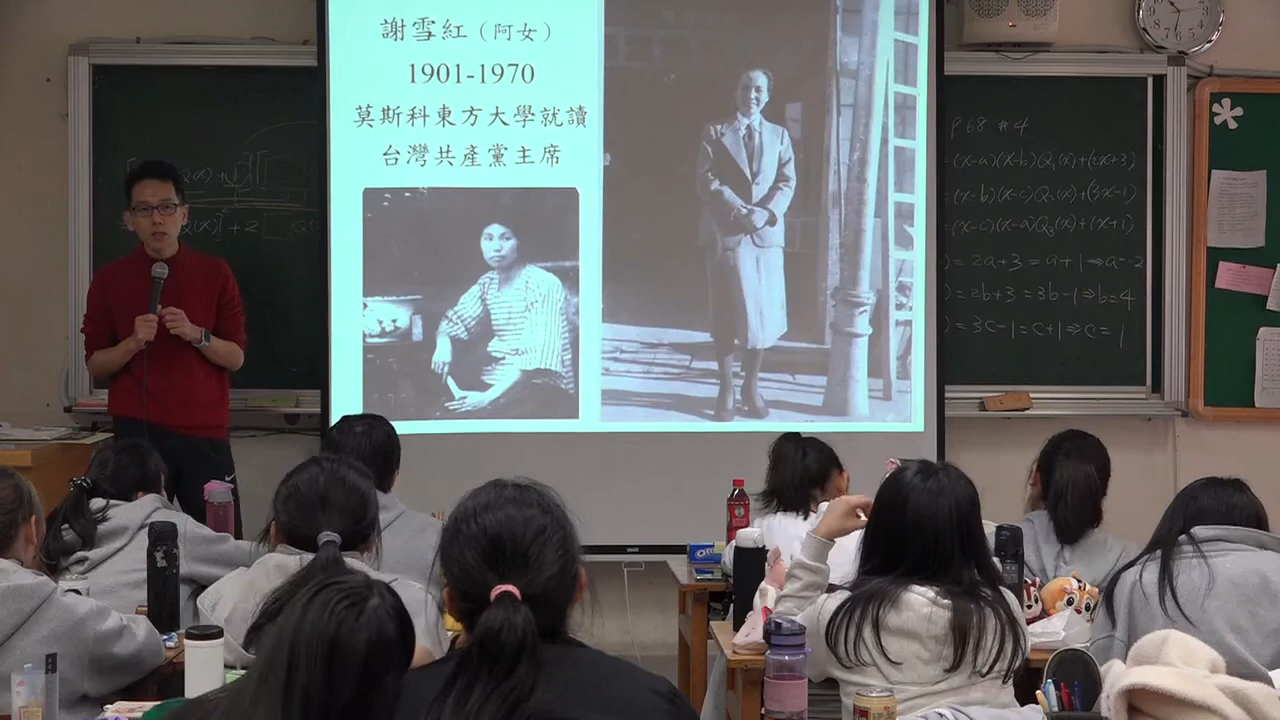 謝雪紅（阿女）
1901-1970
莫斯科東方大學就讀
台灣共產黨主席
P68 #4
=(x-a)(x-b)Q₁(x)+(2x+3)
=(x-b)(x-c)Q₂(x)+(3x-1)
=(x-c)(x-a)Q₃(x)+(x+1)
)=2a+3=a+1⇒a=-2
)=2b+3=3b-1⇒b=4
)=3c-1=c+1⇒c=1